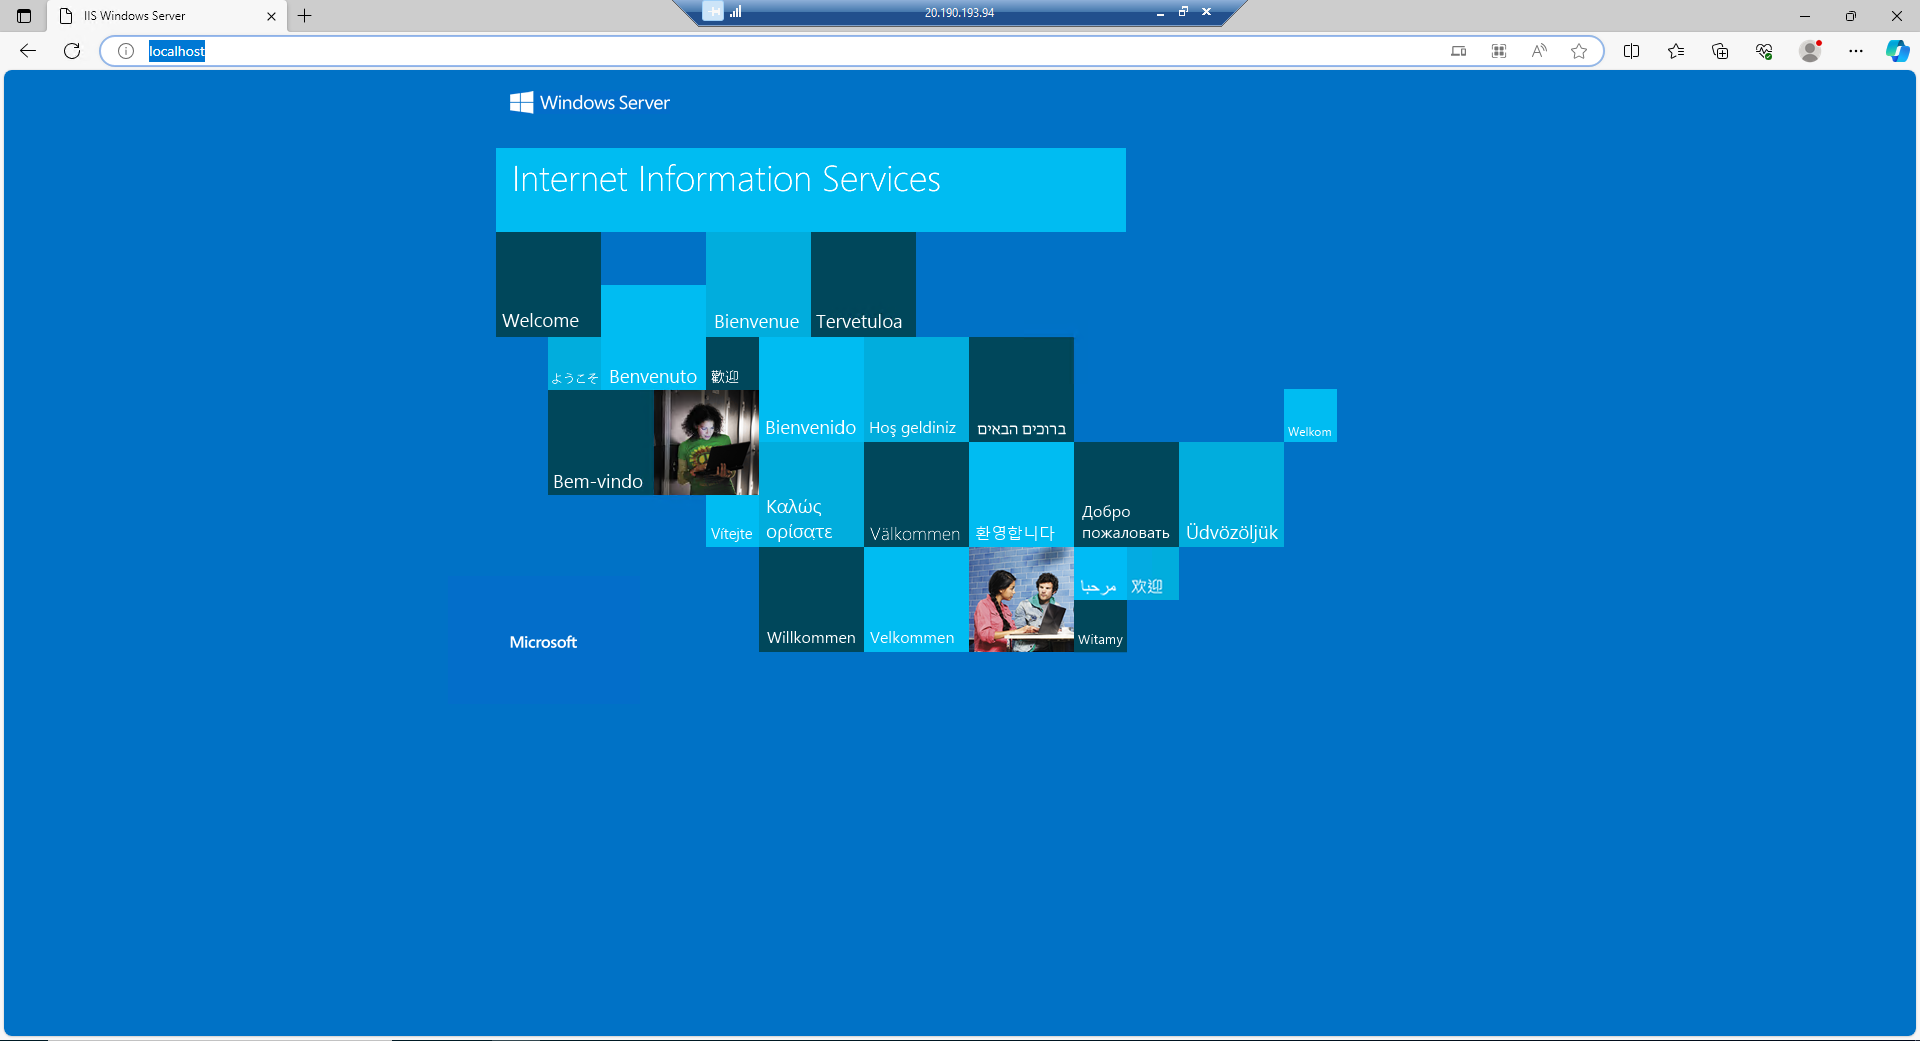 IIS Windows Server
20.190.193.94
localhost
Windows Server
Internet Information Services
Welcome
Bienvenue
Tervetuloa
ようこそ
Benvenuto
歡迎
Bienvenido
Hoş geldiniz
ברוכים הבאים
Welkom
Bem-vindo
Vítejte
Καλώς
ορίσατε
Välkommen
환영합니다
Добро
пожаловать
Üdvözöljük
Microsoft
Willkommen
Velkommen
مرحبا
欢迎
Witamy